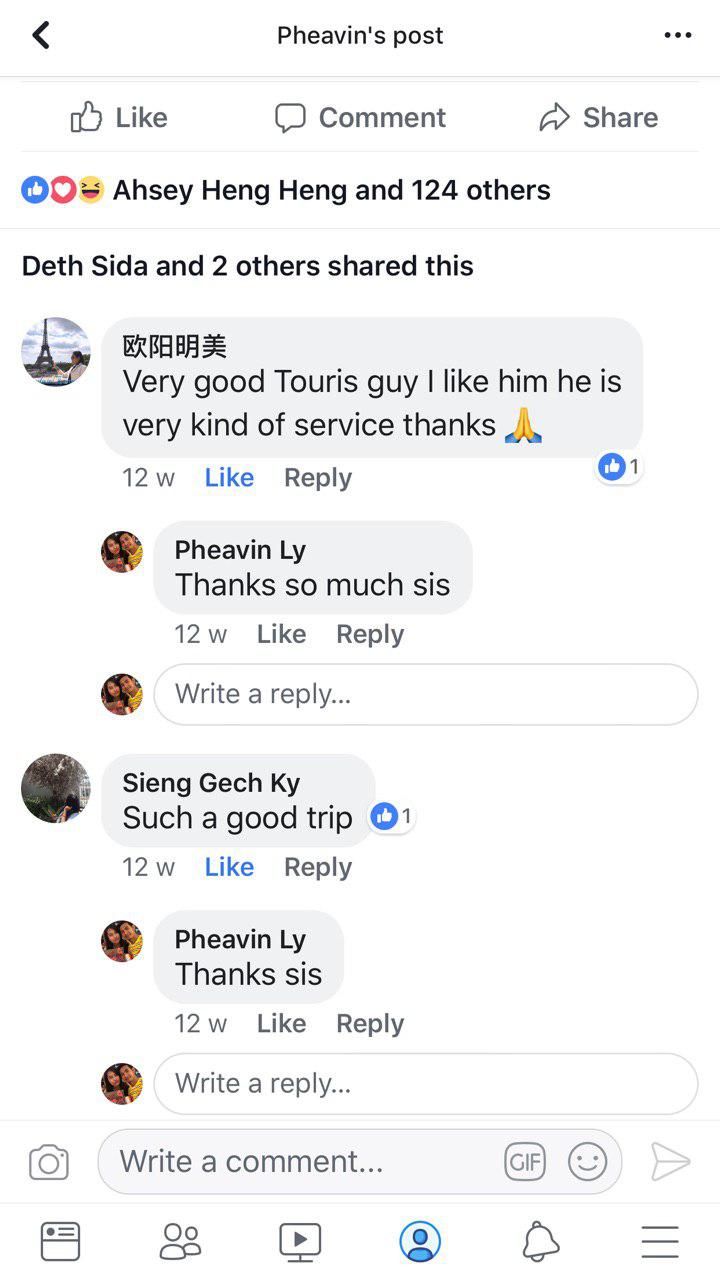 Pheavin's post
Like Comment Share
Ahsey Heng Heng and 124 others
Deth Sida and 2 others shared this
欧阳明美
Very good Touris guy I like him he is
very kind of service thanks 🙏
1
12 w Like Reply
Pheavin Ly
Thanks so much sis
12 w Like Reply
Write a reply...
Sieng Gech Ky
Such a good trip 1
12 w Like Reply
Pheavin Ly
Thanks sis
12 w Like Reply
Write a reply...
Write a comment... GIF